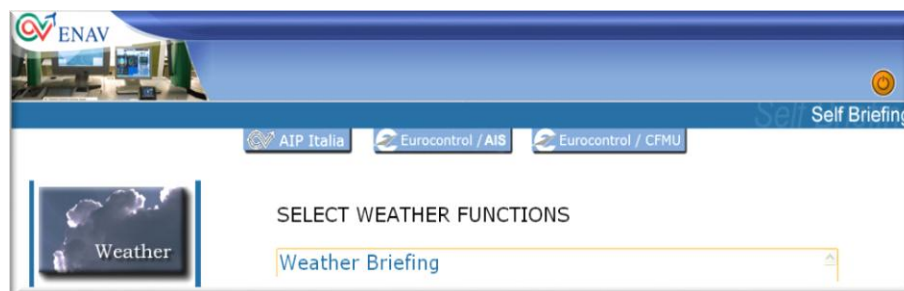 ENAV
Self Briefing
AIP Italia
Eurocontrol / AIS
Eurocontrol / CFMU
Weather
SELECT WEATHER FUNCTIONS
Weather Briefing